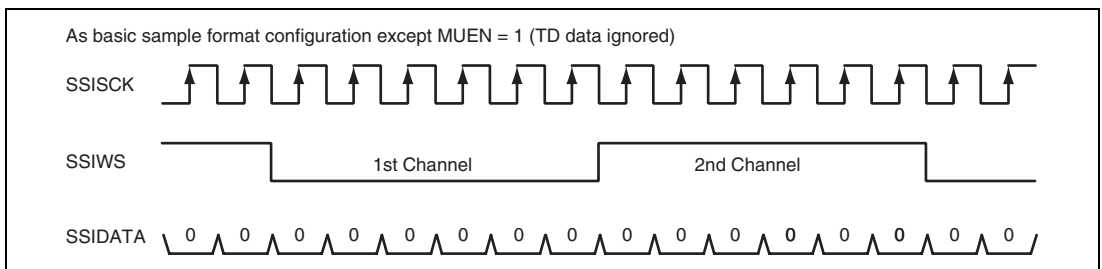 As basic sample format configuration except MUEN = 1 (TD data ignored)
SSISCK
SSIWS 1st Channel 2nd Channel
SSIDATA 0 0 0 0 0 0 0 0 0 0 0 0 0 0 0 0